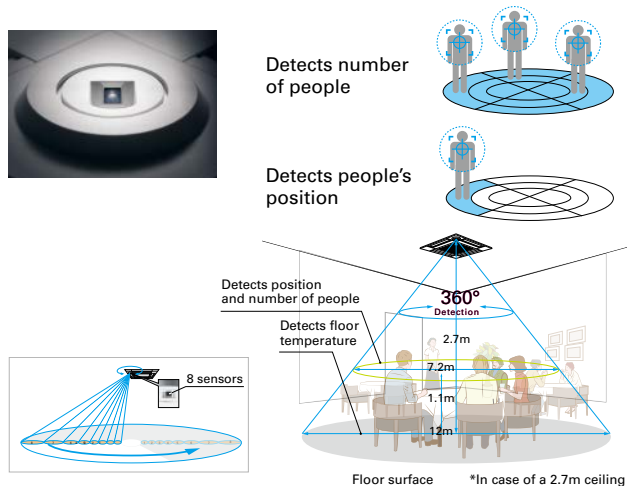 Detects number
of people
Detects people's
position
Detects position
and number of people
360°
Detection
Detects floor
temperature
2.7m
7.2m
1.1m
12m
8 sensors
Floor surface
*In case of a 2.7m ceiling